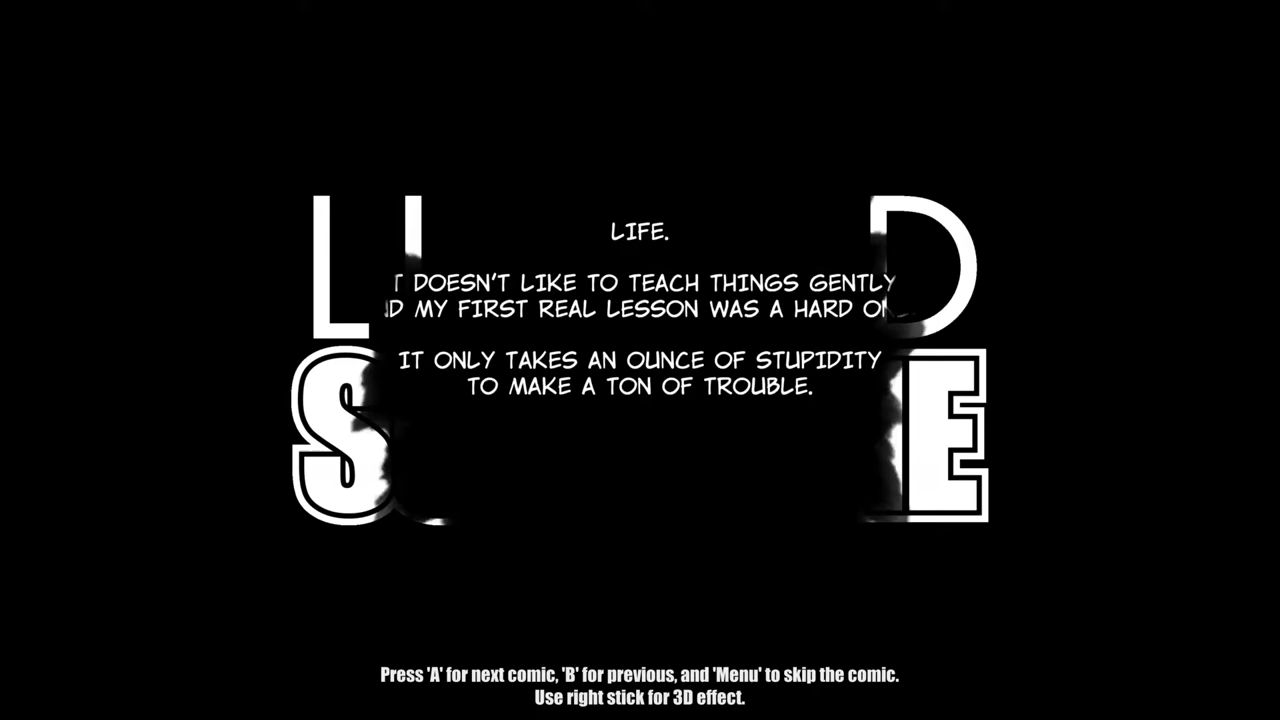 LIFE.
T DOESN'T LIKE TO TEACH THINGS GENTLY
D MY FIRST REAL LESSON WAS A HARD
IT ONLY TAKES AN OUNCE OF STUPIDITY
TO MAKE A TON OF TROUBLE.
Press 'A' for next comic, 'B' for previous, and 'Menu' to skip the comic.
Use right stick for 3D effect.